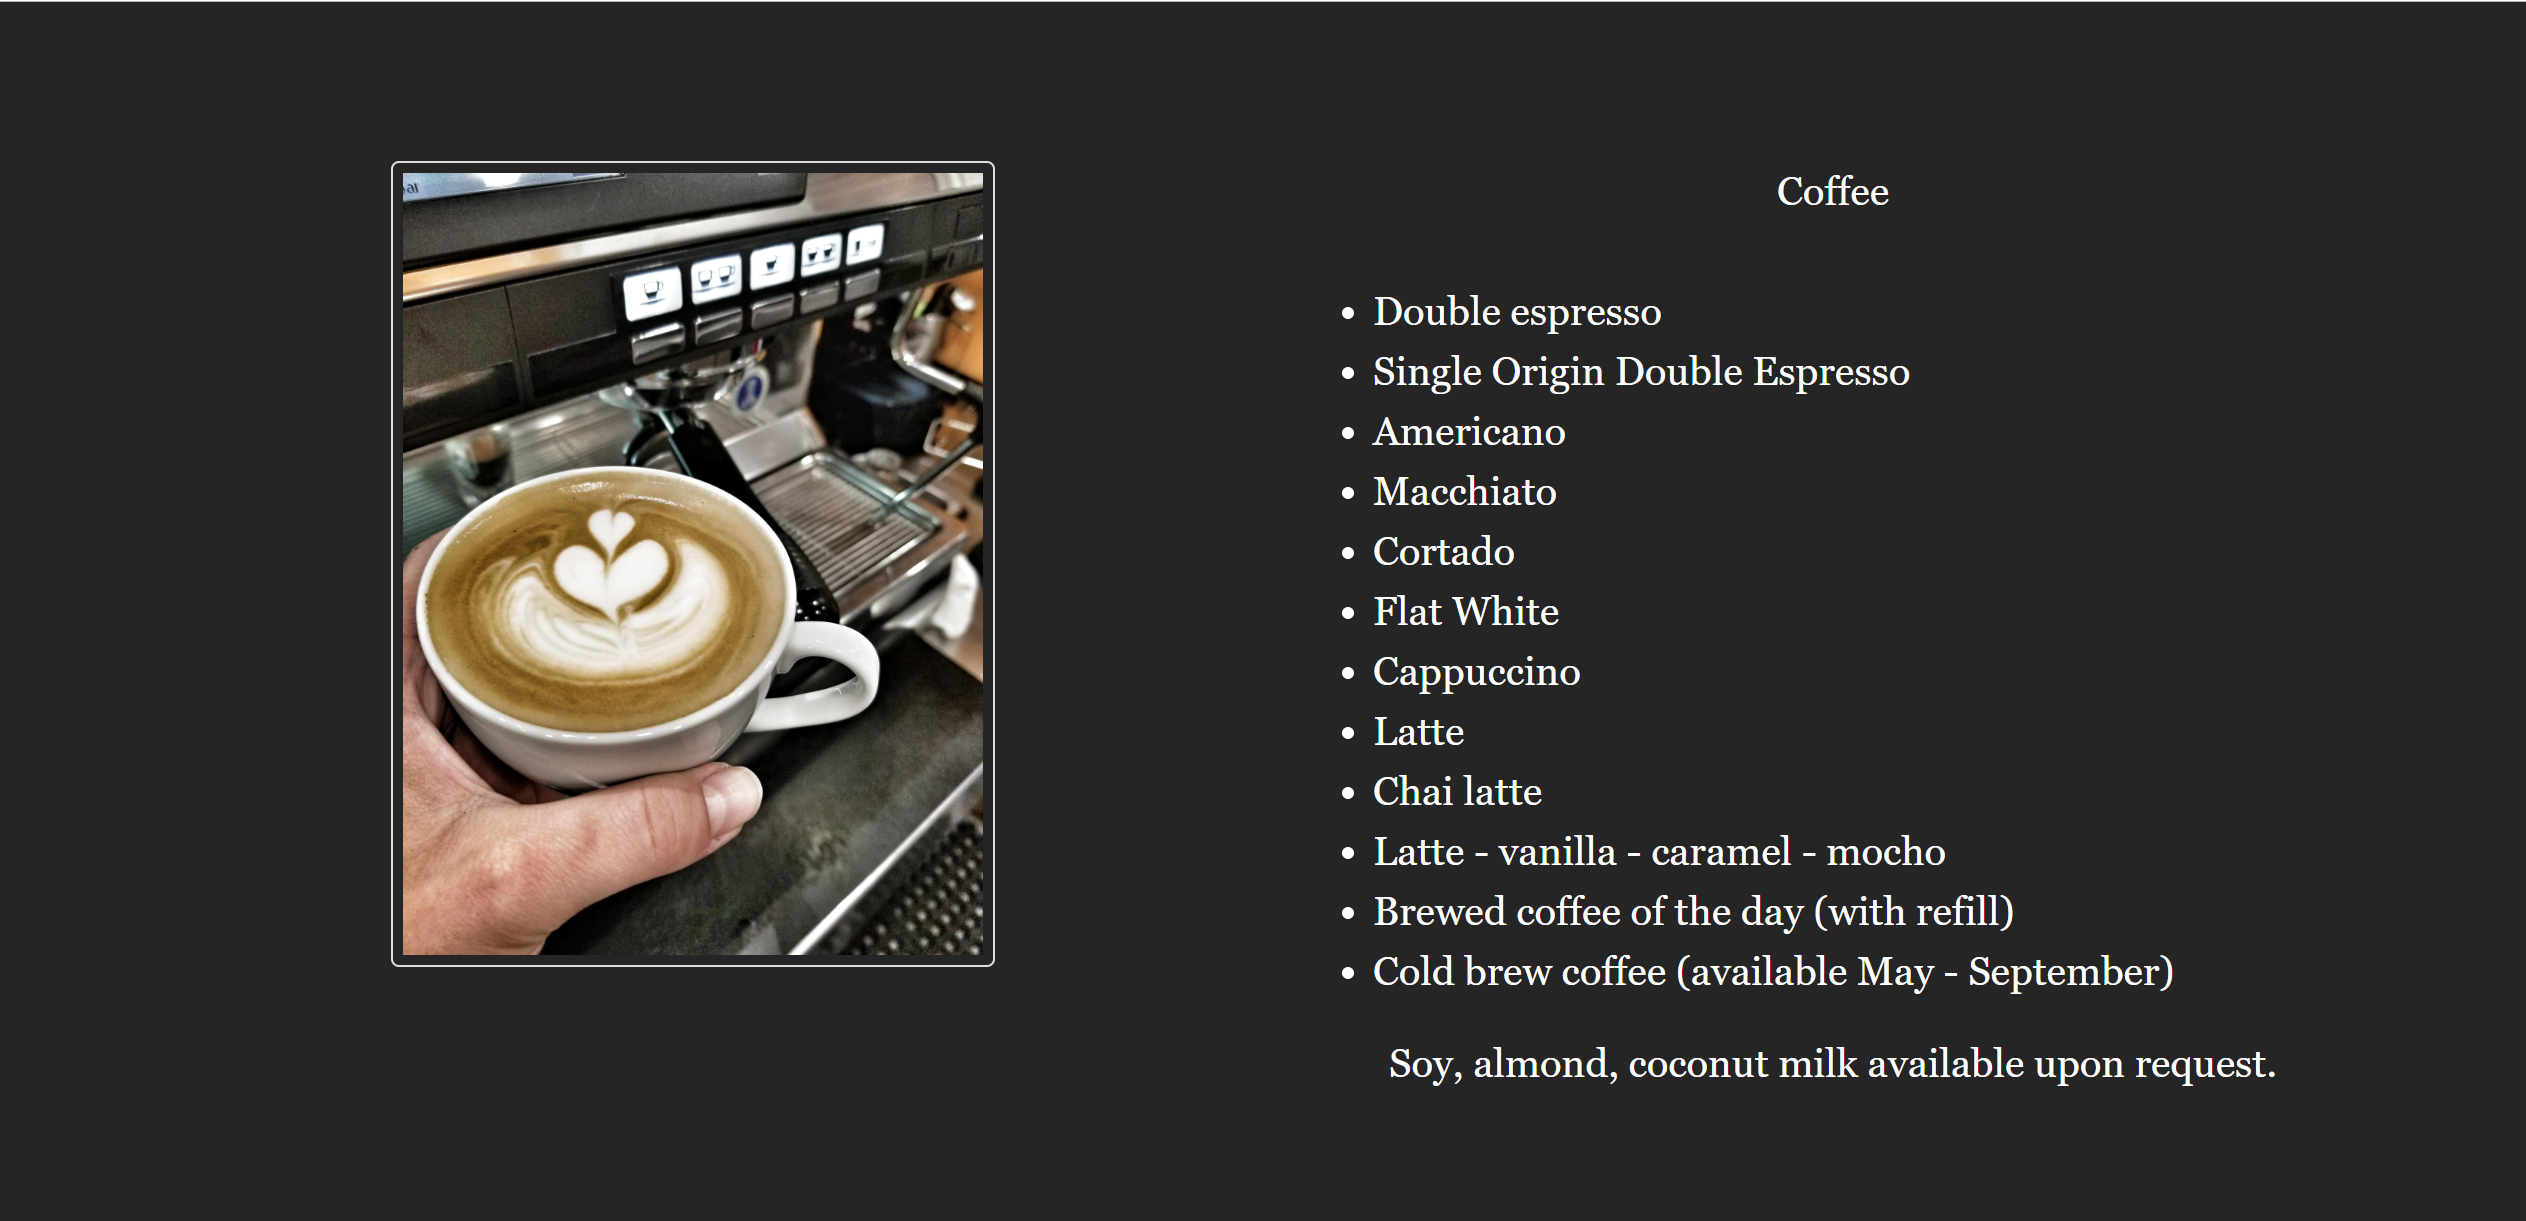 Coffee
Double espresso
Single Origin Double Espresso
Americano
Macchiato
Cortado
Flat White
Cappuccino
Latte
Chai latte
Latte - vanilla - caramel - mocho
Brewed coffee of the day (with refill)
Cold brew coffee (available May - September)
Soy, almond, coconut milk available upon request.